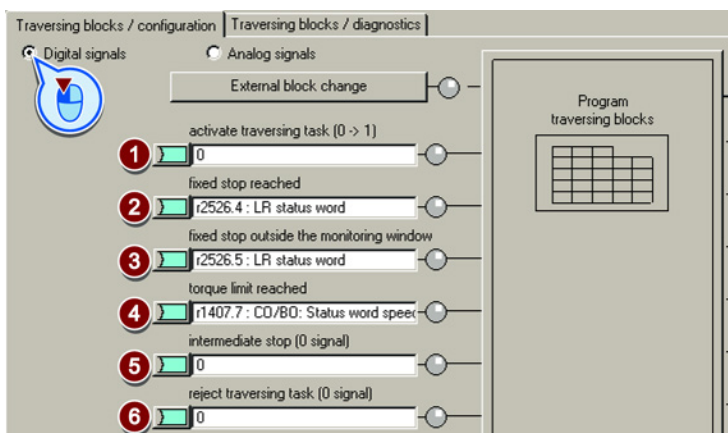 Traversing blocks / configuration
Traversing blocks / diagnostics
Digital signals
Analog signals
External block change
Program
traversing blocks
activate traversing task (0 -> 1)
1
0
fixed stop reached
2
r2526.4 : LR status word
fixed stop outside the monitoring window
3
r2526.5 : LR status word
torque limit reached
4
r1407.7 : CO/BO: Status word speec
intermediate stop (0 signal)
5
0
reject traversing task (0 signal)
6
0